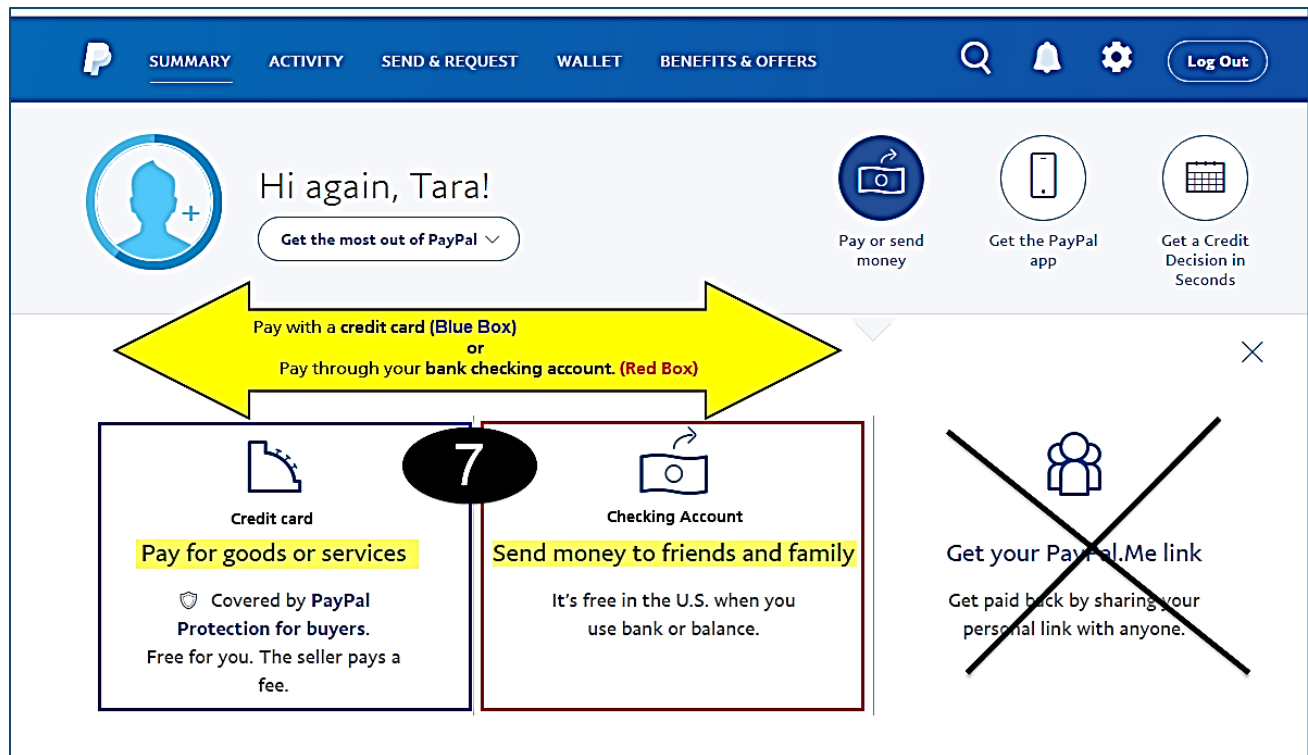 SUMMARY ACTIVITY SEND & REQUEST WALLET BENEFITS & OFFERS Log Out
Hi again, Tara!
Get the most out of PayPal
Pay or send
money
Get the PayPal
app
Get a Credit
Decision in
Seconds
Pay with a credit card (Blue Box)
or
Pay through your bank checking account. (Red Box)
7
Credit card
Pay for goods or services
Covered by PayPal
Protection for buyers.
Free for you. The seller pays a
fee.
Checking Account
Send money to friends and family
It's free in the U.S. when you
use bank or balance.
Get your PayPal.Me link
Get paid back by sharing your
personal link with anyone.